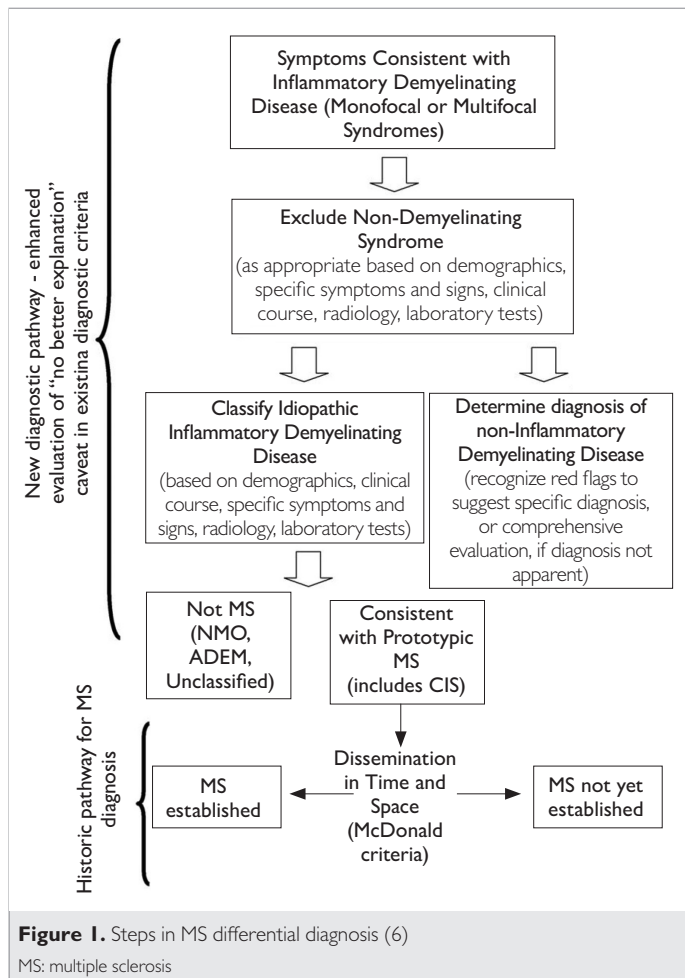 Symptoms Consistent with
Inflammatory Demyelinating
Disease (Monofocal or Multifocal
Syndromes)
Exclude Non-Demyelinating
Syndrome
(as appropriate based on demographics,
specific symptoms and signs, clinical
course, radiology, laboratory tests)
Classify Idiopathic
Inflammatory Demyelinating
Disease
(based on demographics, clinical
course, specific symptoms and
signs, radiology, laboratory tests)
Determine diagnosis of
non-Inflammatory
Demyelinating Disease
(recognize red flags to
suggest specific diagnosis,
or comprehensive
evaluation, if diagnosis not
apparent)
Not MS
(NMO,
ADEM,
Unclassified)
Consistent
with Prototypic
MS
(includes CIS)
New diagnostic pathway - enhanced
evaluation of “no better explanation”
caveat in existina diagnostic criteria
Historic pathway for MS
diagnosis
MS
established
Dissemination
in Time and
Space
(McDonald
criteria)
MS not yet
established
Figure 1. Steps in MS differential diagnosis (6)
MS: multiple sclerosis